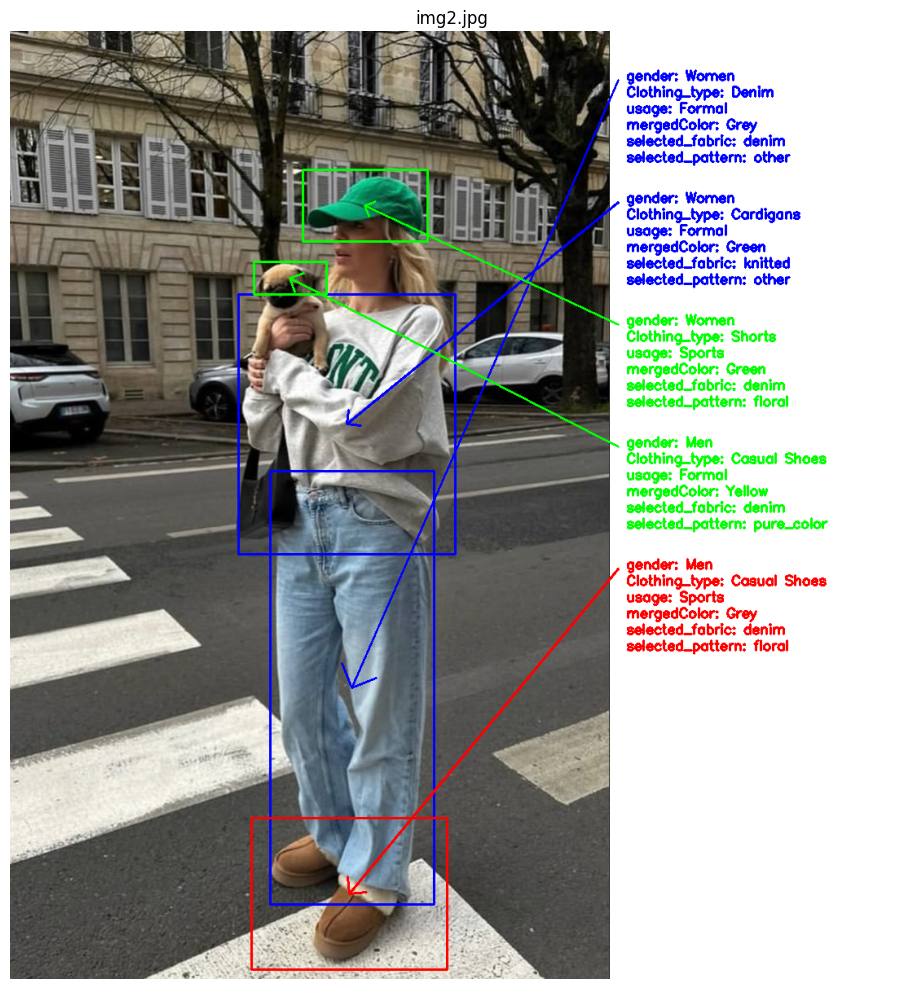 img2.jpg
gender: Women
Clothing_type: Denim
usage: Formal
mergedColor: Grey
selected_fabric: denim
selected_pattern: other
gender: Women
Clothing_type: Cardigans
usage: Formal
mergedColor: Green
selected_fabric: knitted
selected_pattern: other
gender: Women
Clothing_type: Shorts
usage: Sports
mergedColor: Green
selected_fabric: denim
selected_pattern: floral
gender: Men
Clothing_type: Casual Shoes
usage: Formal
mergedColor: Yellow
selected_fabric: denim
selected_pattern: pure_color
gender: Men
Clothing_type: Casual Shoes
usage: Sports
mergedColor: Grey
selected_fabric: denim
selected_pattern: floral